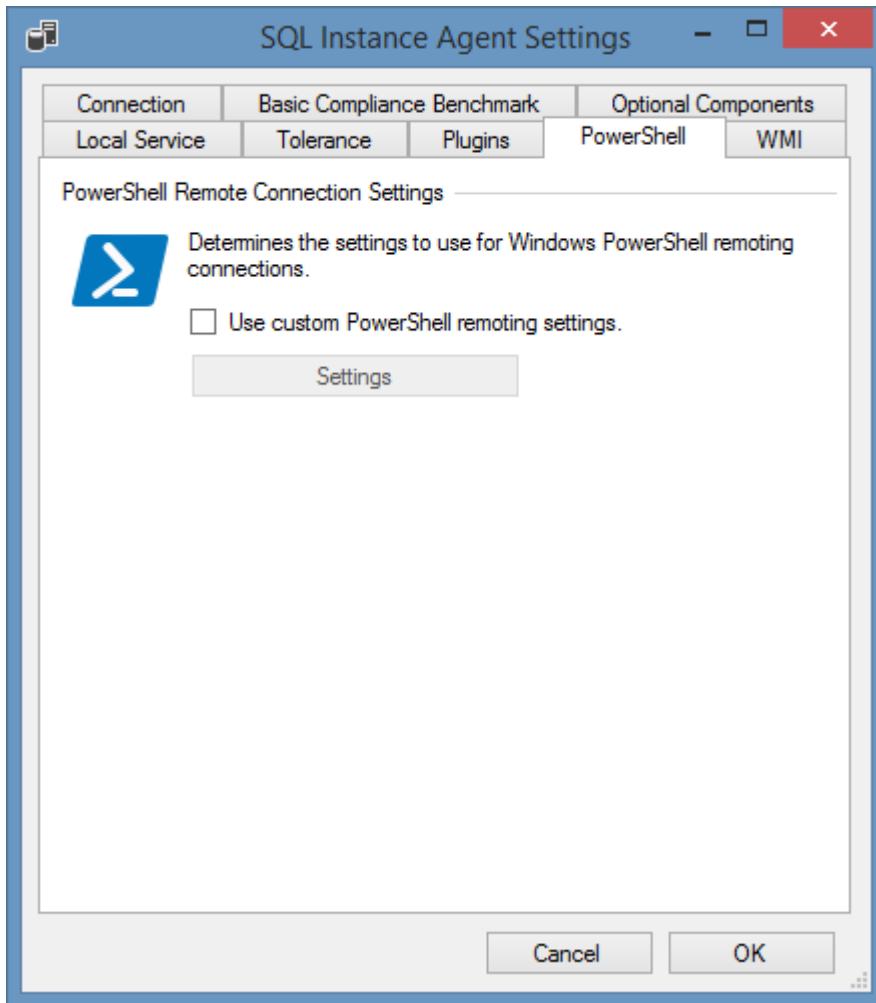 SQL Instance Agent Settings
Connection Basic Compliance Benchmark Optional Components
Local Service Tolerance Plugins PowerShell WMI
PowerShell Remote Connection Settings
Determines the settings to use for Windows PowerShell remoting
connections.
Use custom PowerShell remoting settings.
Settings
Cancel OK